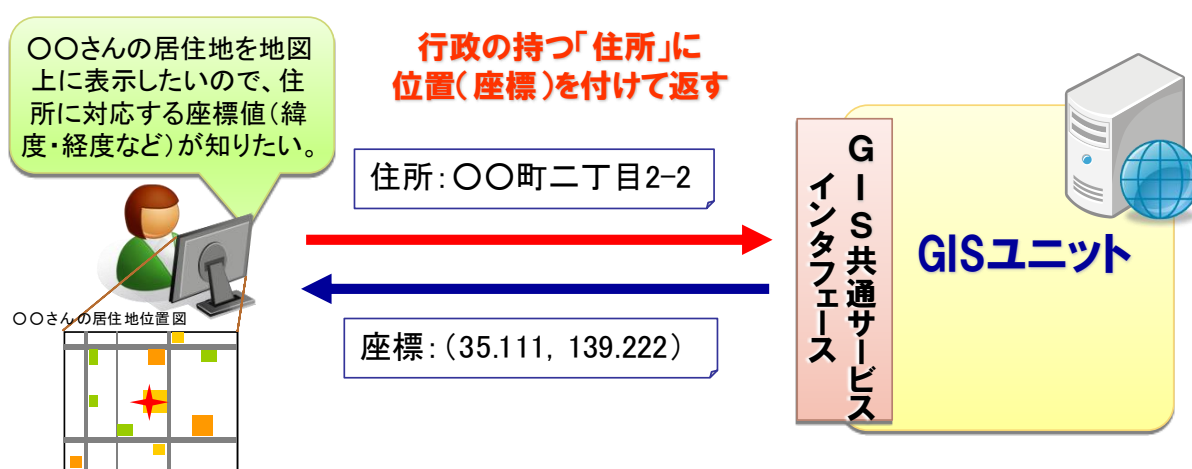 〇〇さんの居住地を地図
上に表示したいので、住
所に対応する座標値(緯
度・経度など)が知りたい。
行政の持つ「住所」に
位置(座標)を付けて返す
住所:〇〇町二丁目2-2
座標:(35.111, 139.222)
〇〇さんの居住地位置図
GIS共通サービス
インタフェース
GISユニット